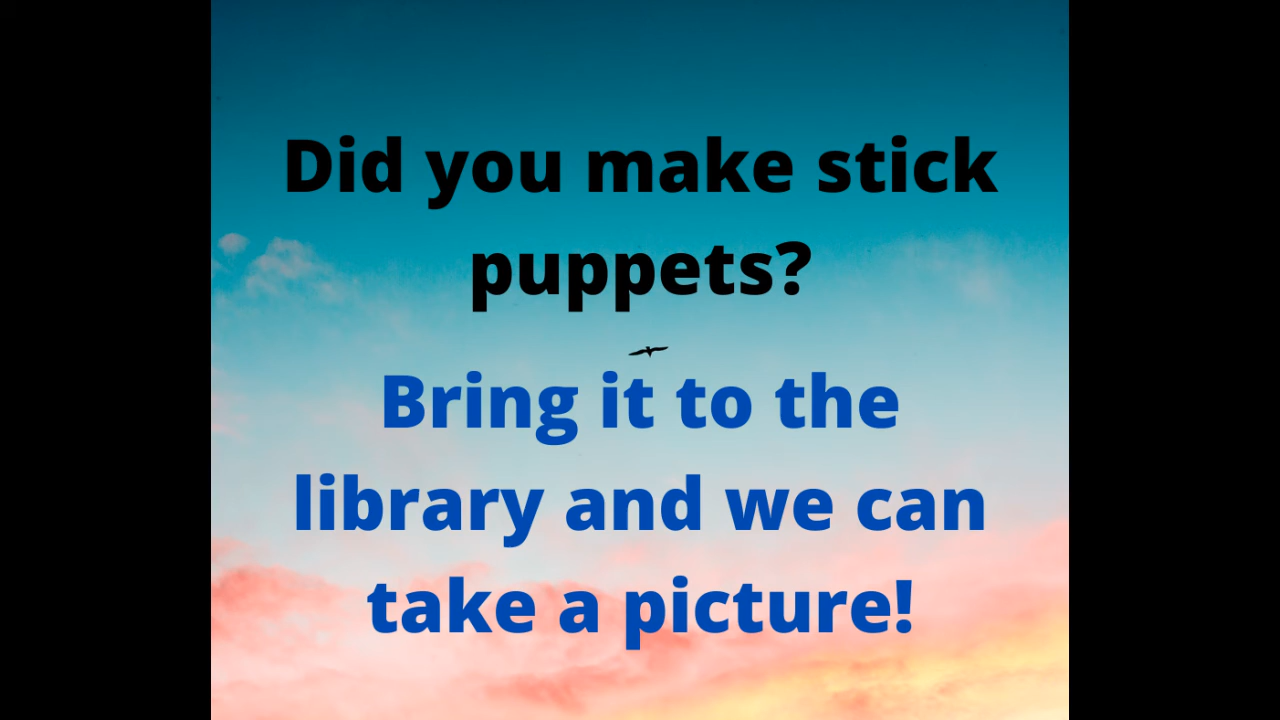 Did you make stick
puppets?
Bring it to the
library and we can
take a picture!